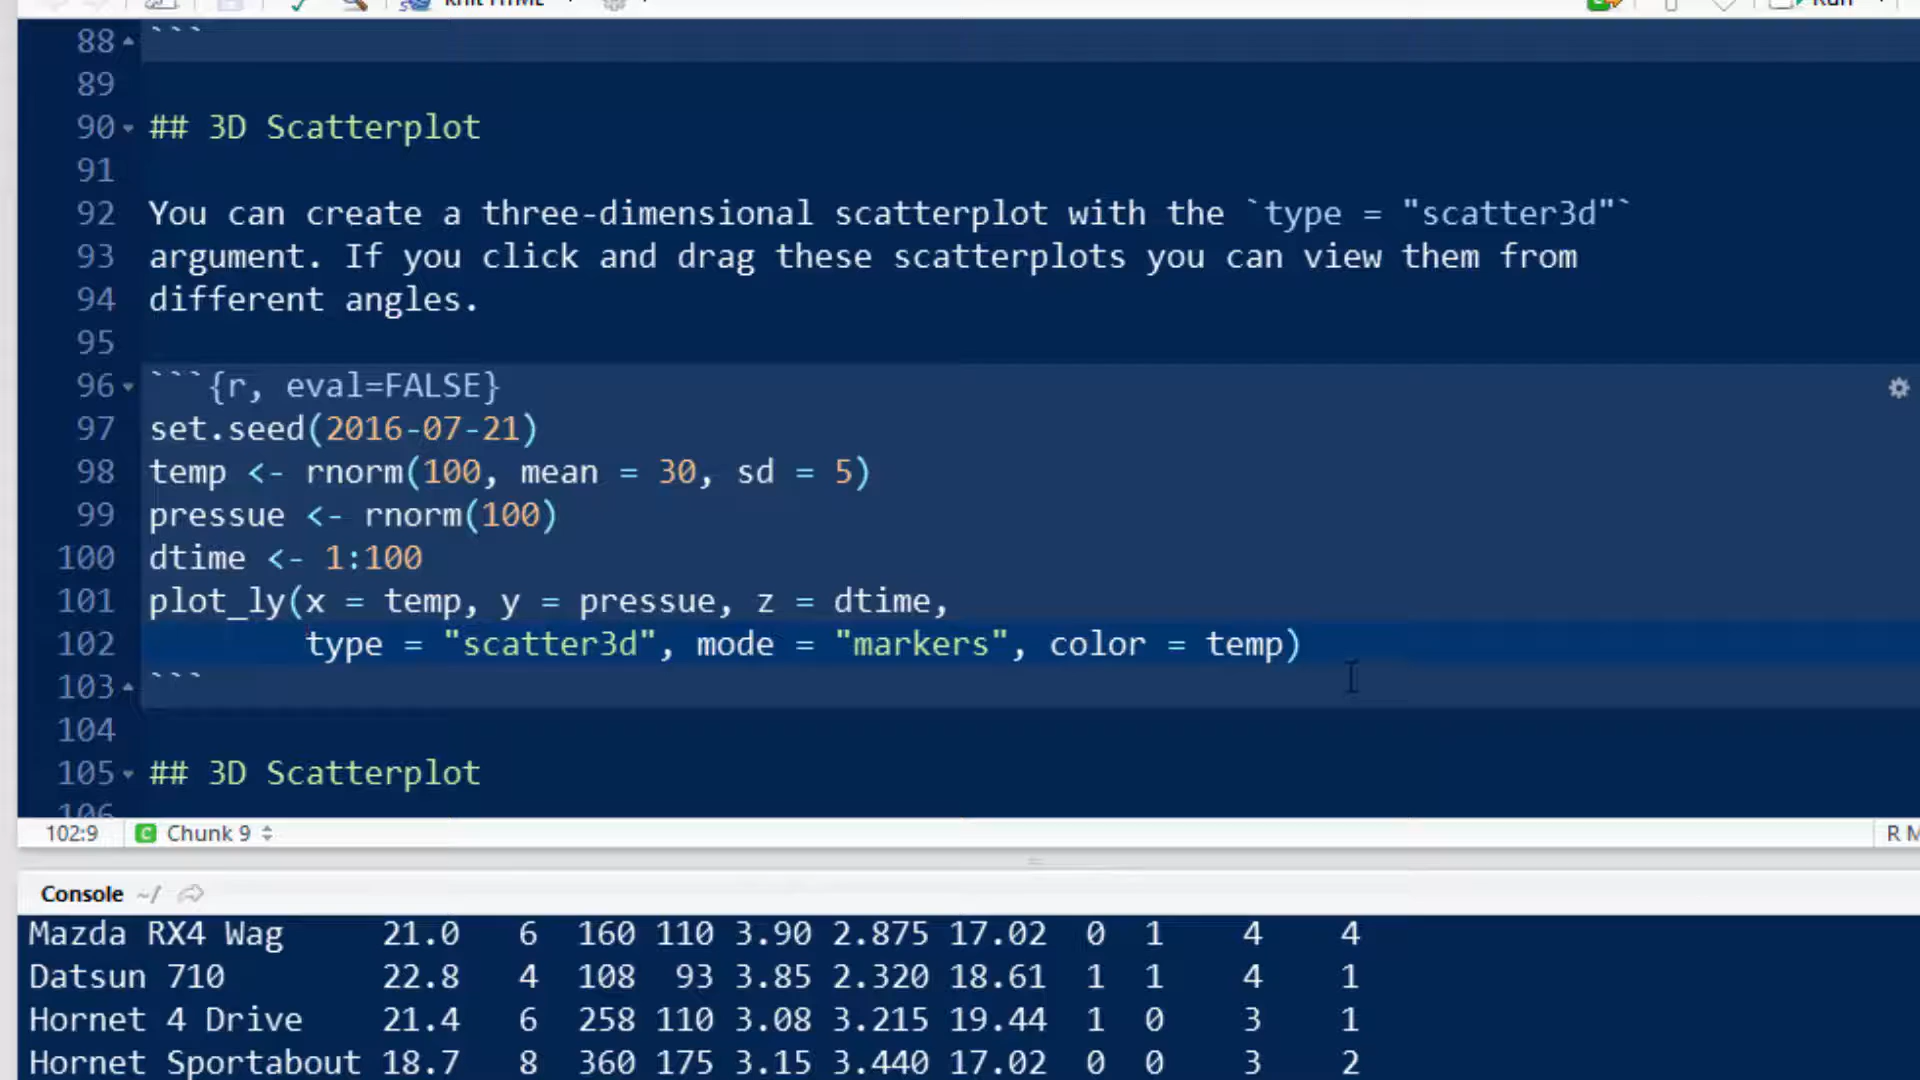 Knit HTML
Run
88 ```
89
90 ## 3D Scatterplot
91
92 You can create a three-dimensional scatterplot with the `type = "scatter3d"`
93 argument. If you click and drag these scatterplots you can view them from
94 different angles.
95
96 ```{r, eval=FALSE}
97 set.seed(2016-07-21)
98 temp <- rnorm(100, mean = 30, sd = 5)
99 pressue <- rnorm(100)
100 dtime <- 1:100
101 plot_ly(x = temp, y = pressue, z = dtime,
102 type = "scatter3d", mode = "markers", color = temp)
103 ```
104
105 ## 3D Scatterplot
106
102:9 C Chunk 9 R M
Console ~/
Mazda RX4 Wag 21.0 6 160 110 3.90 2.875 17.02 0 1 4 4
Datsun 710 22.8 4 108 93 3.85 2.320 18.61 1 1 4 1
Hornet 4 Drive 21.4 6 258 110 3.08 3.215 19.44 1 0 3 1
Hornet Sportabout 18.7 8 360 175 3.15 3.440 17.02 0 0 3 2